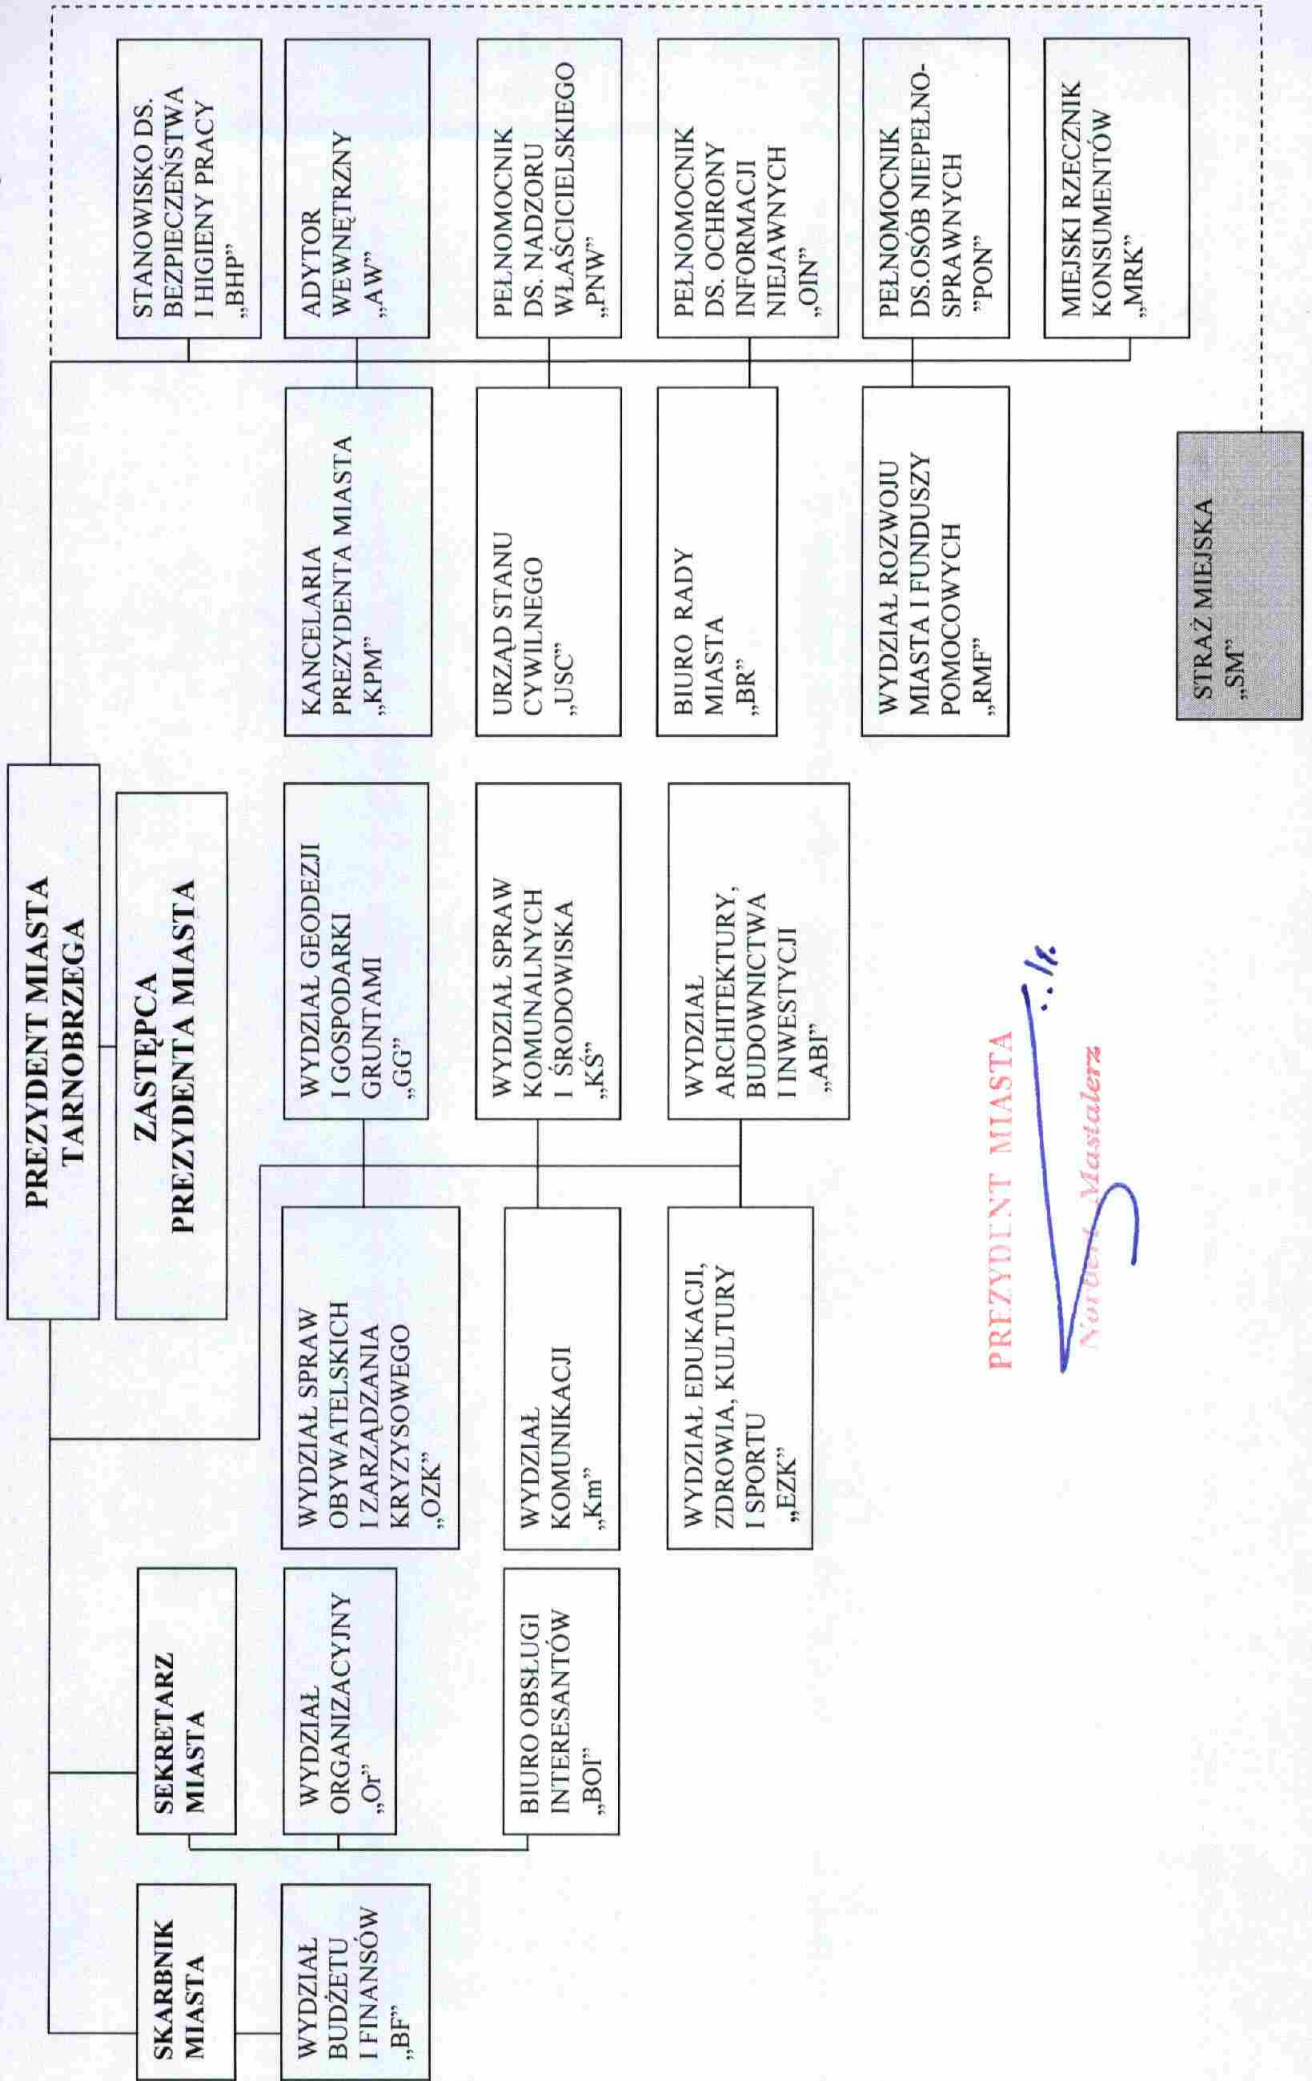 PREZYDENT MIASTA
TARNOBRZEGA
ZASTĘPCA
PREZYDENTA MIASTA
SKARBNIK
MIASTA
WYDZIAŁ
BUDŻETU
I FINANSÓW
„BF”
SEKRETARZ
MIASTA
WYDZIAŁ
ORGANIZACYJNY
„Or”
BIURO OBSŁUGI
INTERESANTÓW
„BOI”
WYDZIAŁ SPRAW
OBYWATELSKICH
I ZARZĄDZANIA
KRYZYSOWEGO
„OZK”
WYDZIAŁ
KOMUNIKACJI
„Km”
WYDZIAŁ EDUKACJI,
ZDROWIA, KULTURY
I SPORTU
„EZK”
WYDZIAŁ GEODEZJI
I GOSPODARKI
GRUNTAMI
„GG”
WYDZIAŁ SPRAW
KOMUNALNYCH
I ŚRODOWISKA
„KŚ”
WYDZIAŁ
ARCHITEKTURY,
BUDOWNICTWA
I INWESTYCJI
„ABI”
KANCELARIA
PREZYDENTA MIASTA
„KPM”
URZĄD STANU
CYWILNEGO
„USC”
BIURO RADY
MIASTA
„BR”
WYDZIAŁ ROZWOJU
MIASTA I FUNDUSZY
POMOCOWYCH
„RMF”
STANOWISKO DS.
BEZPIECZEŃSTWA
I HIGIENY PRACY
„BHP”
ADYTOR
WEWNĘTRZNY
„AW”
PEŁNOMOCNIK
DS. NADZORU
WŁAŚCICIELSKIEGO
„PNW”
PEŁNOMOCNIK
DS. OCHRONY
INFORMACJI
NIEJAWNYCH
„OIN”
PEŁNOMOCNIK
DS.OSÓB NIEPEŁNO-
SPRAWNYCH
”PON”
MIEJSKI RZECZNIK
KONSUMENTÓW
„MRK”
STRAŻ MIEJSKA
„SM”
PREZYDENT MIASTA
Norbert Mastalerz